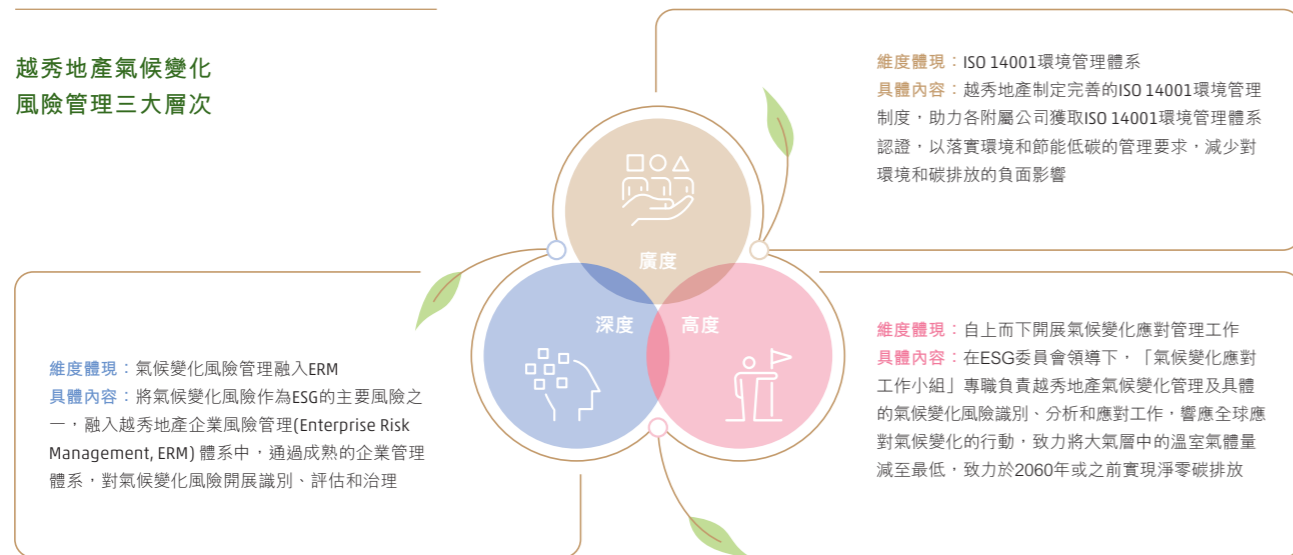 越秀地產氣候變化
風險管理三大層次
維度體現：ISO 14001環境管理體系
具體內容：越秀地產制定完善的ISO 14001環境管理
制度，助力各附屬公司獲取ISO 14001環境管理體系
認證，以落實環境和節能低碳的管理要求，減少對
環境和碳排放的負面影響
廣度
深度
高度
維度體現：氣候變化風險管理融入ERM
具體內容：將氣候變化風險作為ESG的主要風險之
一，融入越秀地產企業風險管理(Enterprise Risk
Management, ERM) 體系中，通過成熟的企業管理
體系，對氣候變化風險開展識別、評估和治理
維度體現：自上而下開展氣候變化應對管理工作
具體內容：在ESG委員會領導下，「氣候變化應對
工作小組」專職負責越秀地產氣候變化管理及具體
的氣候變化風險識別、分析和應對工作，響應全球應
對氣候變化的行動，致力將大氣層中的溫室氣體量
減至最低，致力於2060年或之前實現淨零碳排放